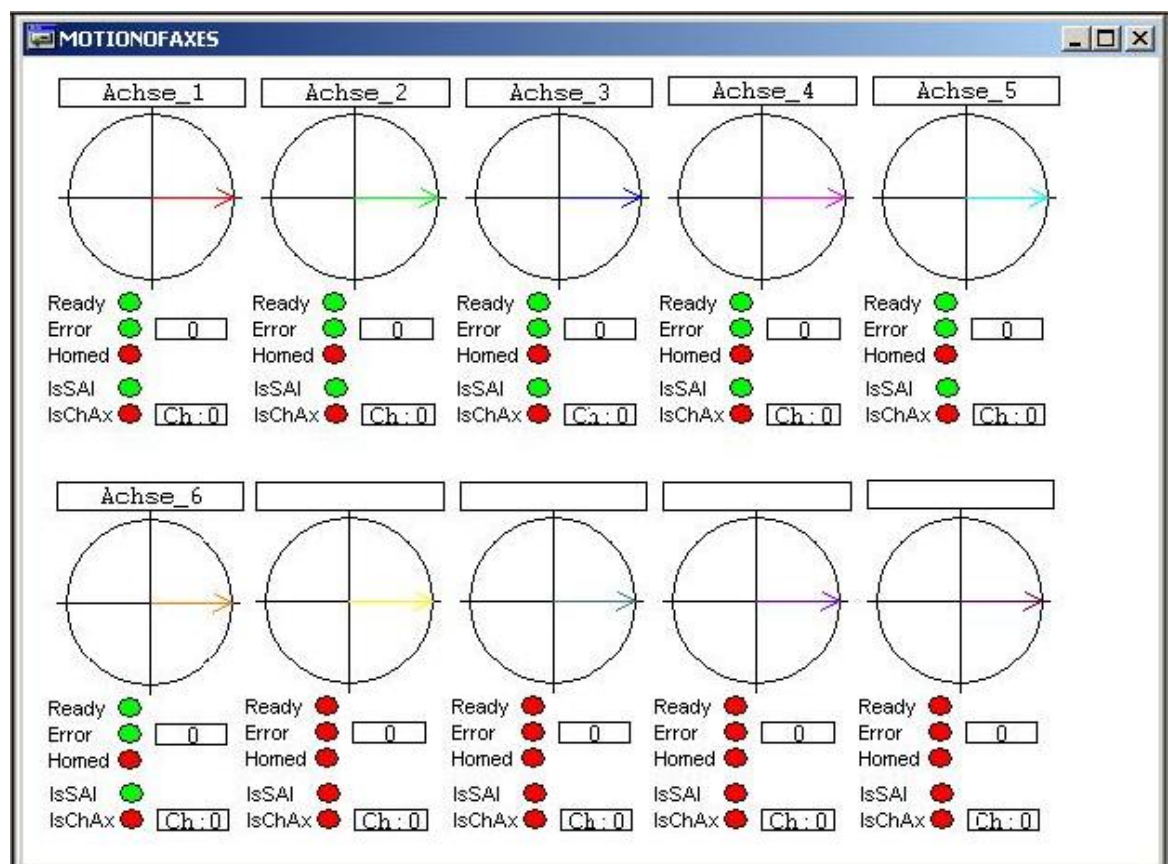 MOTIONOFAXES
Achse_1 Achse_2 Achse_3 Achse_4 Achse_5
Ready Ready Ready Ready Ready
Error 0 Error 0 Error 0 Error 0 Error 0
Homed Homed Homed Homed Homed
IsSAI IsSAI IsSAI IsSAI IsSAI
IsChAx Ch:0 IsChAx Ch:0 IsChAx Ch:0 IsChAx Ch:0 IsChAx Ch:0
Achse_6
Ready Ready Ready Ready Ready
Error 0 Error 0 Error 0 Error 0 Error 0
Homed Homed Homed Homed Homed
IsSAI IsSAI IsSAI IsSAI IsSAI
IsChAx Ch:0 IsChAx Ch:0 IsChAx Ch:0 IsChAx Ch:0 IsChAx Ch:0